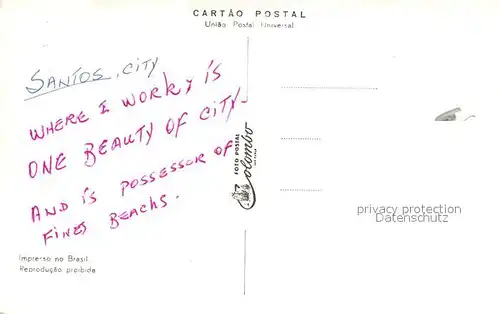 CARTÃO POSTAL
União Postal Universal
SANTOS, CITY
WHERE I WORK, IS
ONE BEAUTY OF CITY.
AND IS POSSESSOR OF
FINES BEACHS.
FOTO POSTAL
Colombo
Impresso no Brasil
Reprodução proibida
privacy protection
Datenschutz